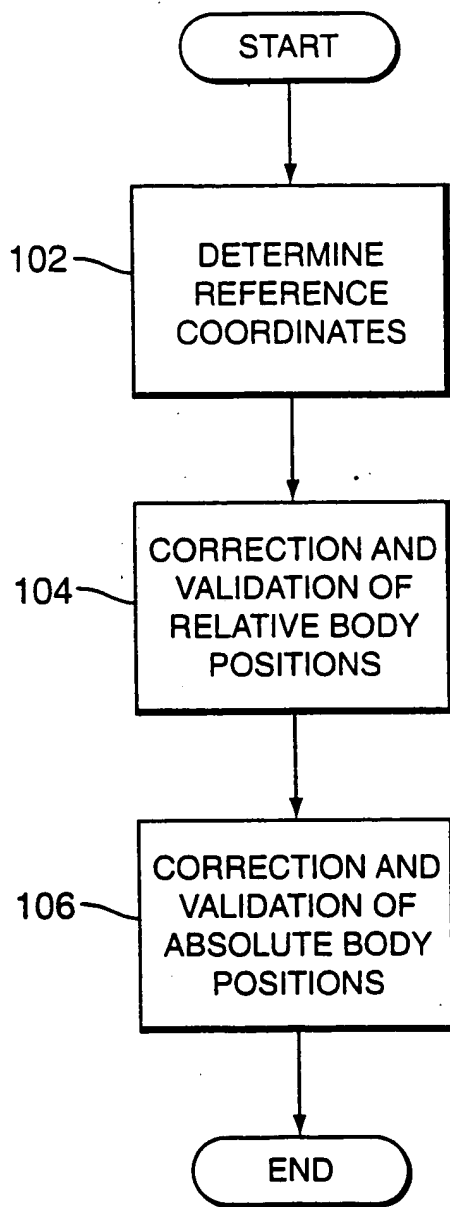 START
102
DETERMINE
REFERENCE
COORDINATES
104
CORRECTION AND
VALIDATION OF
RELATIVE BODY
POSITIONS
106
CORRECTION AND
VALIDATION OF
ABSOLUTE BODY
POSITIONS
END